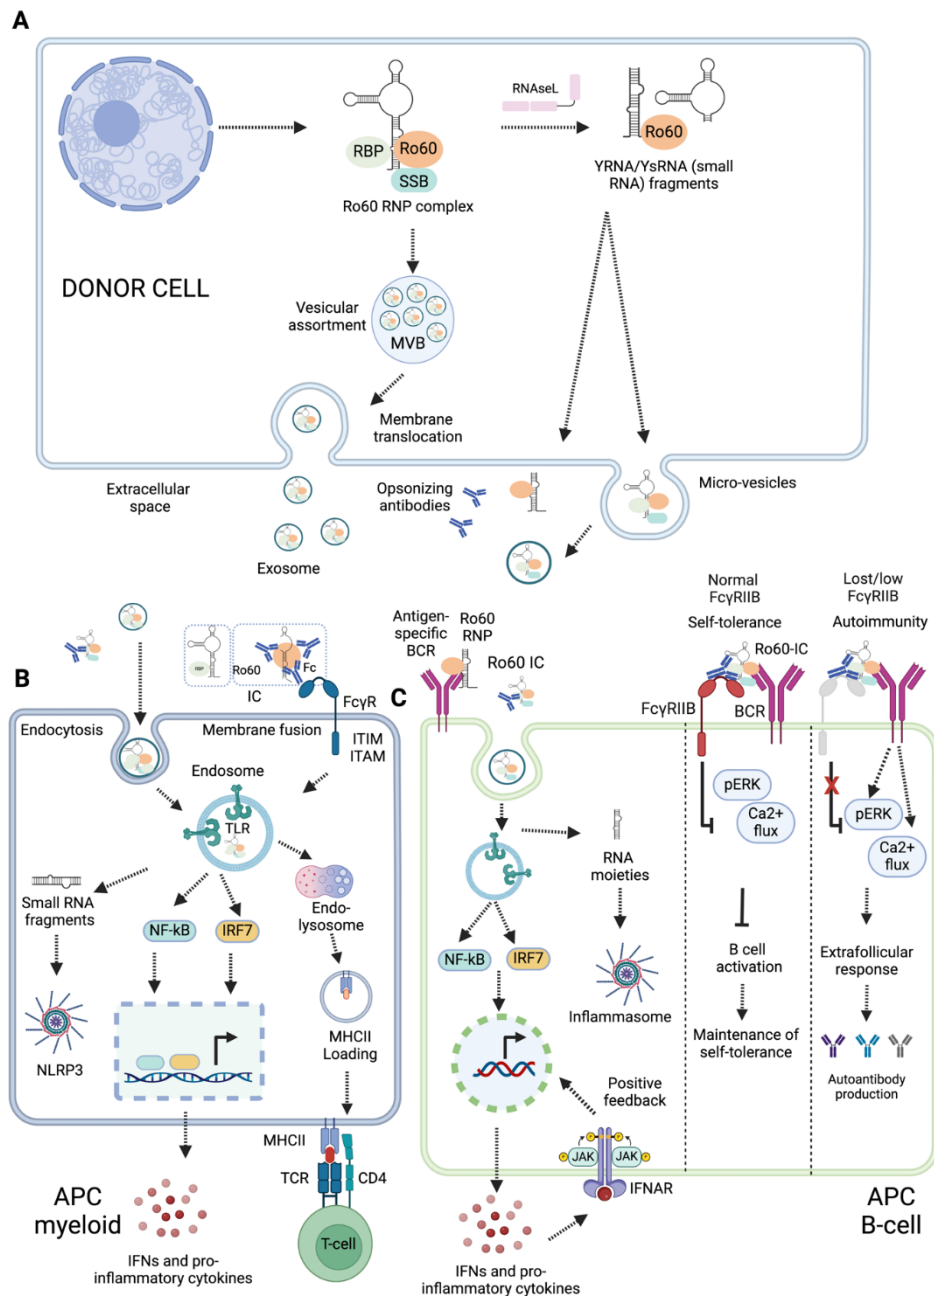 A
RNAseL
RBP
Ro60
SSB
Ro60 RNP complex
Ro60
YRNA/YsRNA (small
RNA) fragments
DONOR CELL
Vesicular
assortment
MVB
Membrane
translocation
Extracellular
space
Exosome
Opsonizing
antibodies
Micro-vesicles
B
RBP
Ro60
IC
Fc
FcγR
Endocytosis
Membrane fusion
ITIM
ITAM
Endosome
TLR
Small RNA
fragments
NF-kB
IRF7
Endo-
lysosome
NLRP3
MHCII
Loading
MHCII
TCR
CD4
T-cell
APC
myeloid
IFNs and pro-
inflammatory cytokines
Antigen-
specific
BCR
Ro60
RNP
Ro60 IC
C
RNA
moieties
NF-kB
IRF7
Inflammasome
Positive
feedback
P
P
P
P
JAK
JAK
IFNAR
IFNs and pro-
inflammatory cytokines
Normal
FcγRIIB
Self-tolerance
Ro60-IC
FcγRIIB
BCR
pERK
Ca2+
flux
B cell
activation
Maintenance of
self-tolerance
Lost/low
FcγRIIB
Autoimmunity
X
pERK
Ca2+
flux
Extrafollicular
response
Autoantibody
production
APC
B-cell